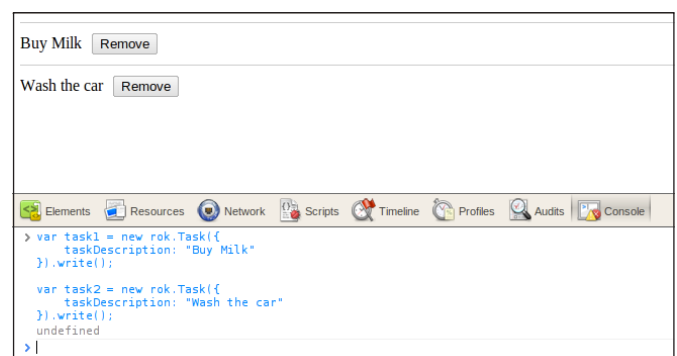 Buy Milk Remove
Wash the car Remove
Elements Resources Network Scripts Timeline Profiles Audits Console
> var task1 = new rok.Task({
taskDescription: "Buy Milk"
}).write();
var task2 = new rok.Task({
taskDescription: "Wash the car"
}).write();
undefined
>